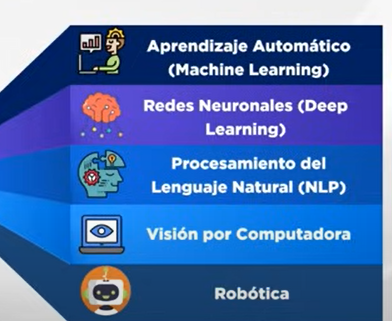 Aprendizaje Automático
(Machine Learning)
Redes Neuronales (Deep
Learning)
Procesamiento del
Lenguaje Natural (NLP)
Visión por Computadora
Robótica